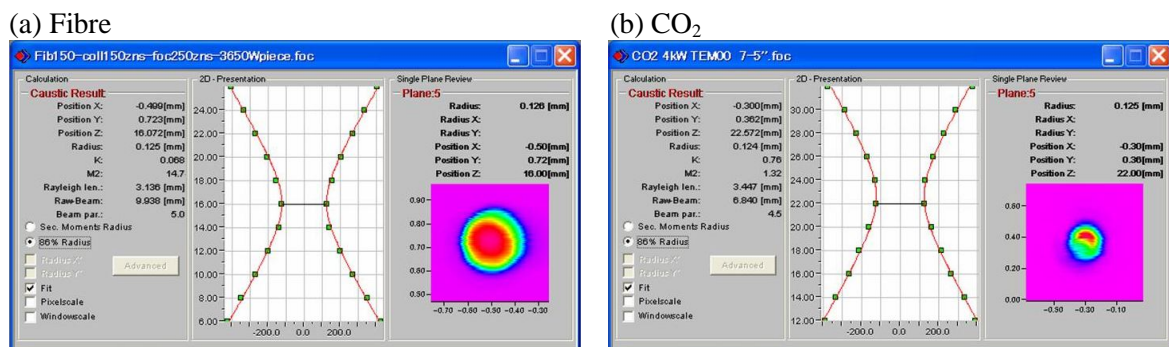 (a) Fibre
Fib150-coll150zns-foc250zns-3650Wpiece.foc
Calculation
Caustic Result:
Position X: -0.499[mm]
Position Y: 0.723[mm]
Position Z: 16.072[mm]
Radius: 0.125 [mm]
K: 0.068
M2: 14.7
Rayleigh len.: 3.136 [mm]
Raw-Beam: 9.938 [mm]
Beam par.: 5.0
Sec. Moments Radius
86% Radius
Radius X
Radius Y
Advanced
Fit
Pixelscale
Windowscale
2D - Presentation
24.00
22.00
20.00
18.00
16.00
14.00
12.00
10.00
8.00
6.00
-200.0 0.0 200.0
Single Plane Review
Plane:5
Radius: 0.126 [mm]
Radius X:
Radius Y:
Position X: -0.50[mm]
Position Y: 0.72[mm]
Position Z: 16.00[mm]
0.90
0.80
0.70
0.60
0.50
-0.70 -0.60 -0.50 -0.40 -0.30
(b) CO2
CO2 4kW TEM00 7-5''.foc
Calculation
Caustic Result:
Position X: -0.300[mm]
Position Y: 0.362[mm]
Position Z: 22.572[mm]
Radius: 0.124 [mm]
K: 0.76
M2: 1.32
Rayleigh len.: 3.447 [mm]
Raw-Beam: 6.840 [mm]
Beam par.: 4.5
Sec. Moments Radius
86% Radius
Radius X
Radius Y
Advanced
Fit
Pixelscale
Windowscale
2D - Presentation
30.00
28.00
26.00
24.00
22.00
20.00
18.00
16.00
14.00
12.00
-200.0 0.0 200.0
Single Plane Review
Plane:5
Radius: 0.125 [mm]
Radius X:
Radius Y:
Position X: -0.30[mm]
Position Y: 0.36[mm]
Position Z: 22.00[mm]
0.60
0.40
0.20
0.00
-0.50 -0.30 -0.10